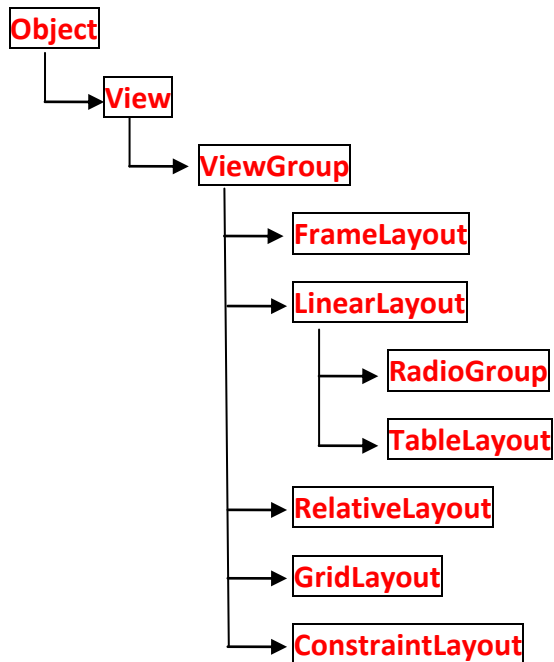 Object
View
ViewGroup
FrameLayout
LinearLayout
RadioGroup
TableLayout
RelativeLayout
GridLayout
ConstraintLayout